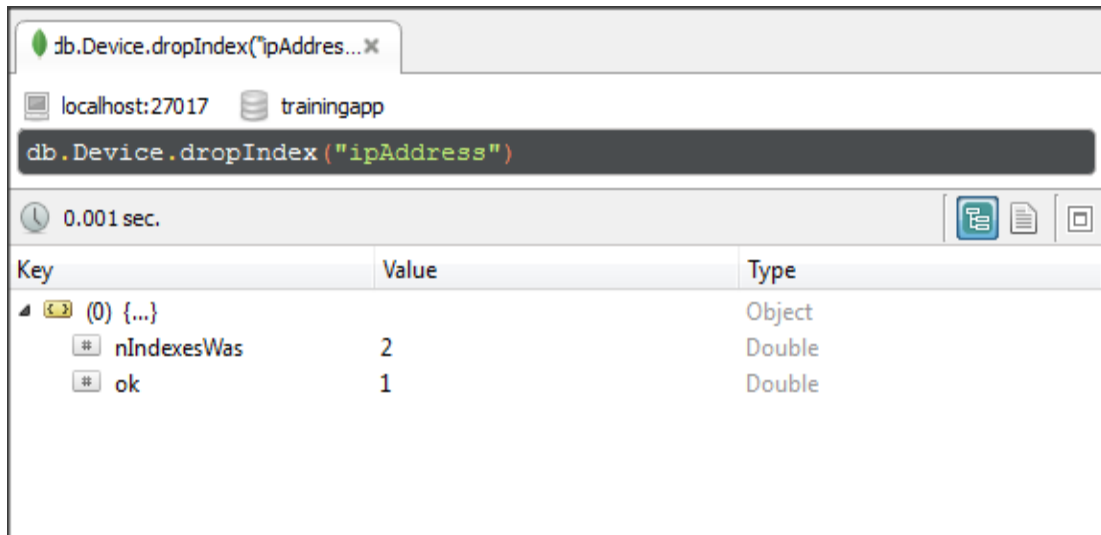 db.Device.dropIndex("ipAddres...
localhost:27017 trainingapp
db.Device.dropIndex("ipAddress")
0.001 sec.
Key Value Type
(0) {...} Object
# nIndexesWas 2 Double
# ok 1 Double